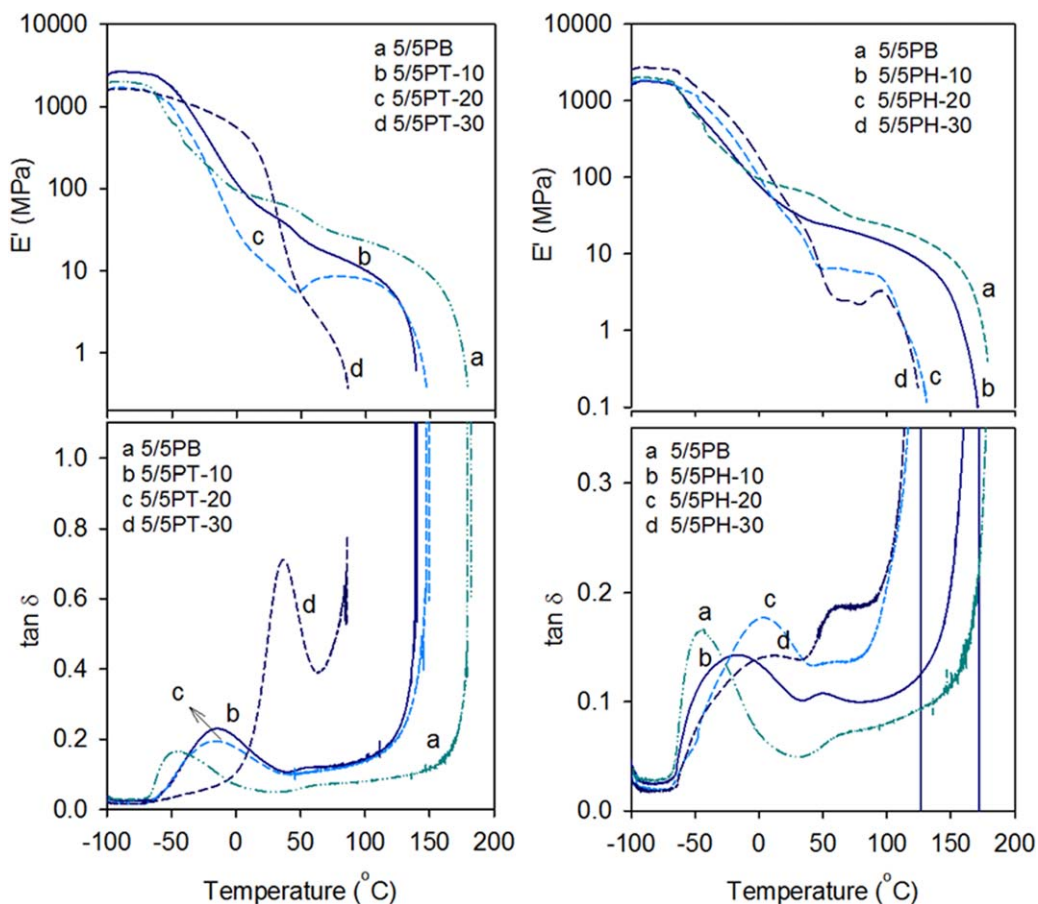 10000
1000
100
10
1
E' (MPa)
a 5/5PB
b 5/5PT-10
c 5/5PT-20
d 5/5PT-30
c
b
d
a
10000
1000
100
10
1
0.1
E' (MPa)
a 5/5PB
b 5/5PH-10
c 5/5PH-20
d 5/5PH-30
a
d
c
b
1.0
0.8
0.6
0.4
0.2
0.0
tan δ
a 5/5PB
b 5/5PT-10
c 5/5PT-20
d 5/5PT-30
d
c
b
a
-100 -50 0 50 100 150 200
Temperature (°C)
0.3
0.2
0.1
0.0
tan δ
a 5/5PB
b 5/5PH-10
c 5/5PH-20
d 5/5PH-30
a
c
b
d
-100 -50 0 50 100 150 200
Temperature (°C)